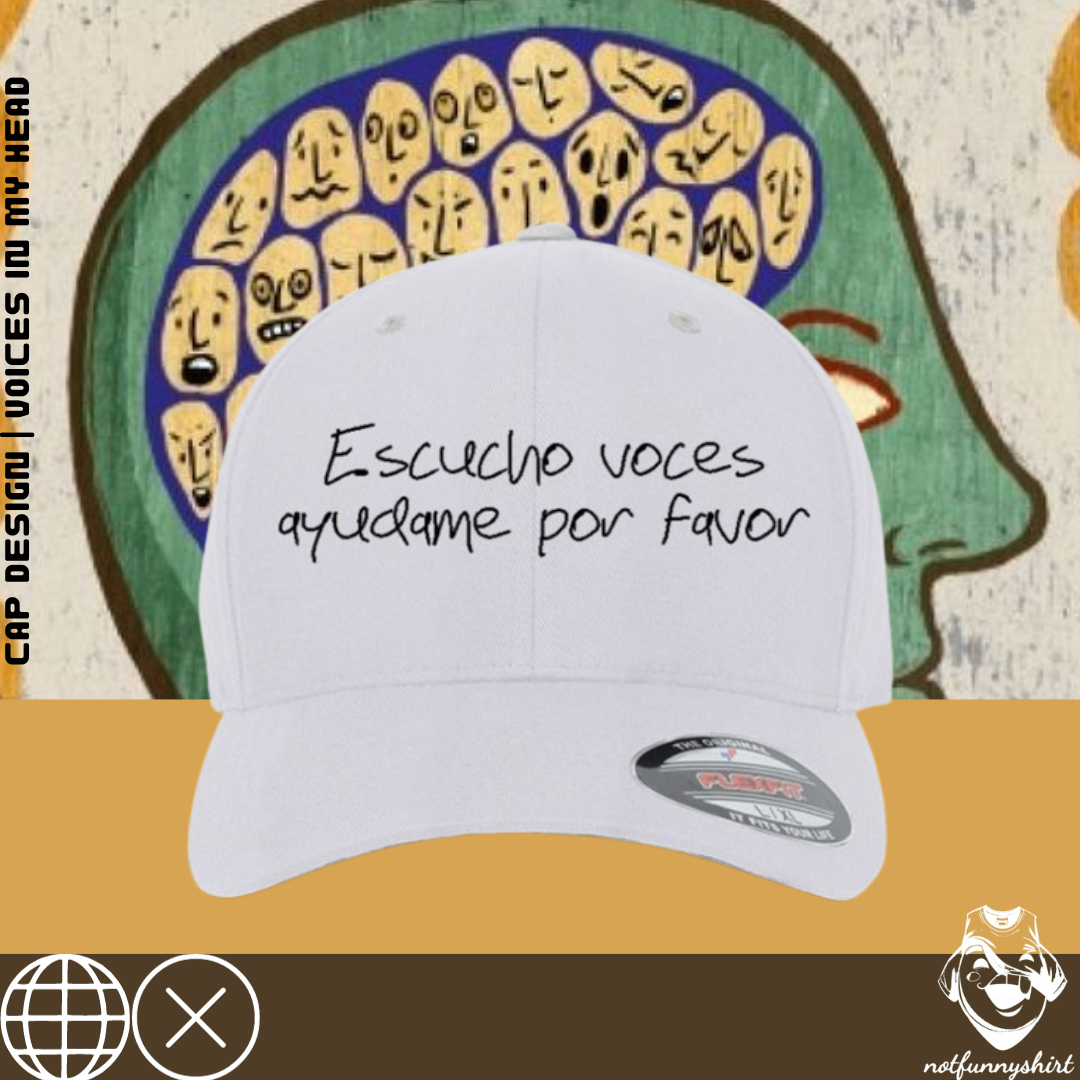 CAP DESIGN | VOICES IN MY HEAD
Escucho voces
ayudame por favor
THE ORIGINAL
FLEXFIT
L/XL
IT FITS YOUR LIFE
notfunnyshirt